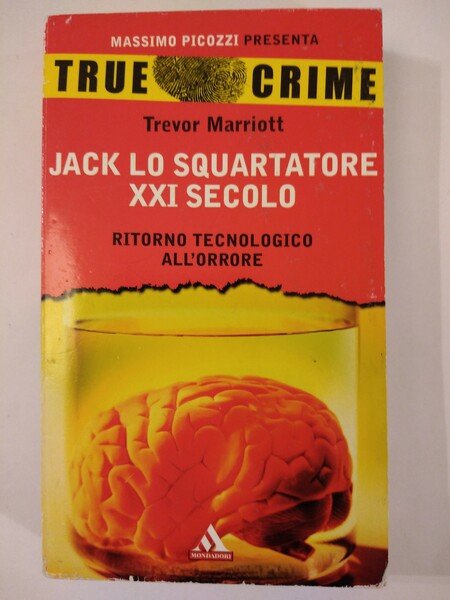 MASSIMO PICOZZI PRESENTA
TRUE CRIME
Trevor Marriott
JACK LO SQUARTATORE
XXI SECOLO
RITORNO TECNOLOGICO
ALL'ORRORE
MONDADORI